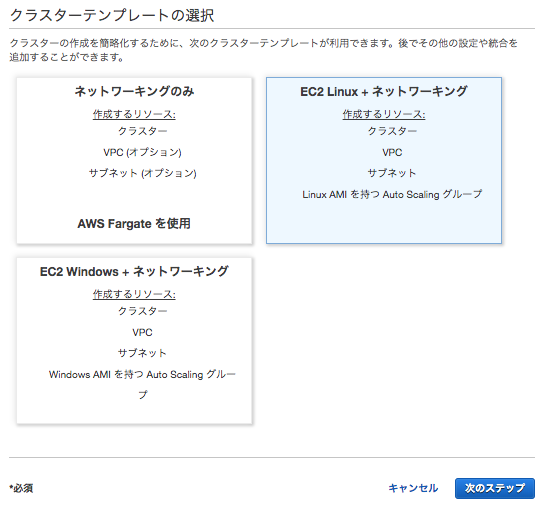 クラスターテンプレートの選択
クラスターの作成を簡略化するために、次のクラスターテンプレートが利用できます。後でその他の設定や統合を
追加することができます。
ネットワーキングのみ
作成するリソース:
クラスター
VPC (オプション)
サブネット (オプション)
AWS Fargate を使用
EC2 Linux + ネットワーキング
作成するリソース:
クラスター
VPC
サブネット
Linux AMI を持つ Auto Scaling グループ
EC2 Windows + ネットワーキング
作成するリソース:
クラスター
VPC
サブネット
Windows AMI を持つ Auto Scaling グルー
プ
*必須
キャンセル
次のステップ